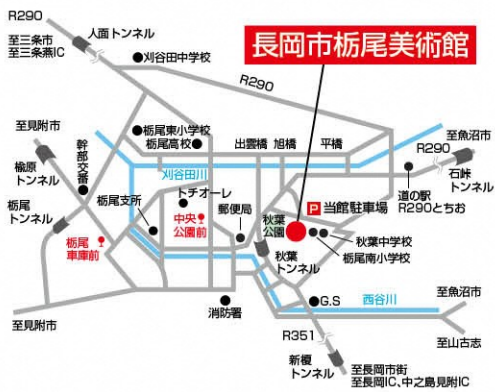 R290
至三条市
至三条燕IC
人面トンネル
刈谷田中学校
長岡市栃尾美術館
R290
至見附市
幹部交番
栃尾東小学校
栃尾高校
出雲橋
旭橋
平橋
至魚沼市
R290
石峠
トンネル
楡原
トンネル
刈谷田川
道の駅
R290とちお
栃尾
トンネル
栃尾支所
トチオーレ
中央
公園前
郵便局
秋葉
公園
P 当館駐車場
秋葉中学校
栃尾南小学校
秋葉
トンネル
栃尾
車庫前
西谷川
至魚沼市
G.S
消防署
至見附市
R351
至山古志
新榎
トンネル
至長岡市街
至長岡IC、中之島見附IC